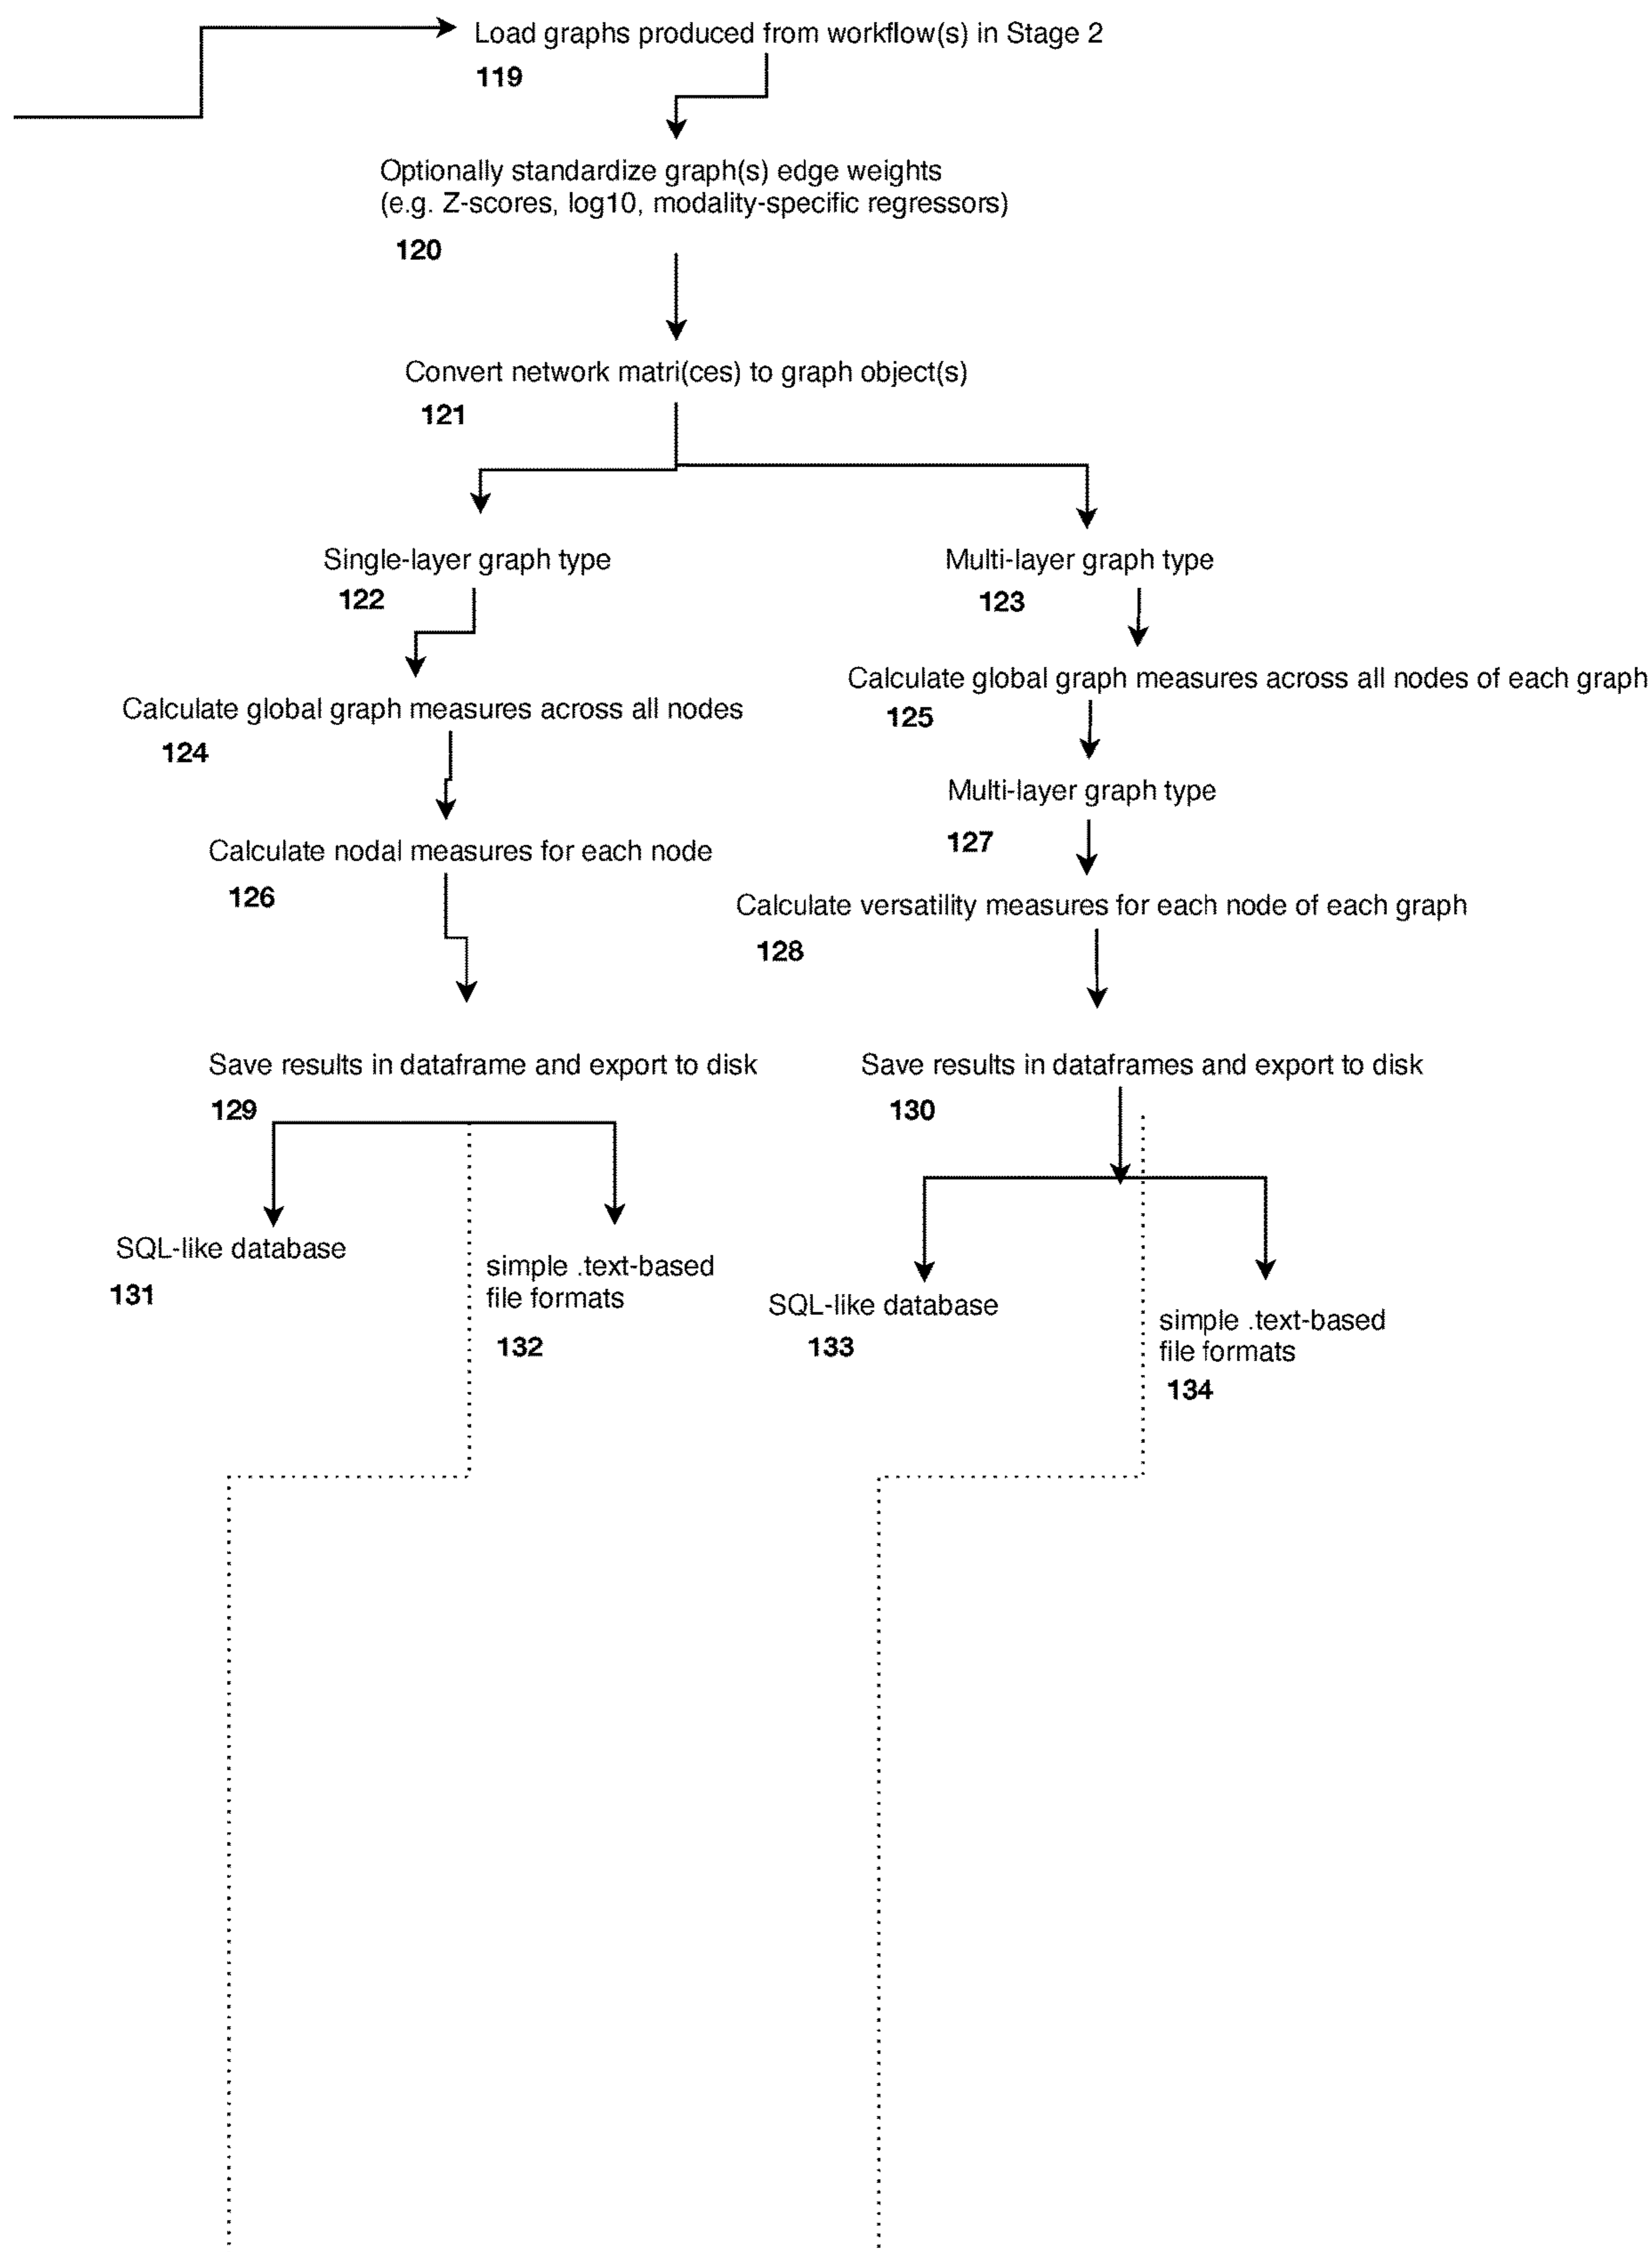 Load graphs produced from workflow(s) in Stage 2
119
Optionally standardize graph(s) edge weights
(e.g. Z-scores, log10, modality-specific regressors)
120
Convert network matri(ces) to graph object(s)
121
Single-layer graph type
122
Multi-layer graph type
123
Calculate global graph measures across all nodes of each graph
125
Calculate global graph measures across all nodes
124
Multi-layer graph type
127
Calculate nodal measures for each node
126
Calculate versatility measures for each node of each graph
128
Save results in dataframe and export to disk
129
Save results in dataframes and export to disk
130
SQL-like database
131
simple .text-based
file formats
132
SQL-like database
133
simple .text-based
file formats
134